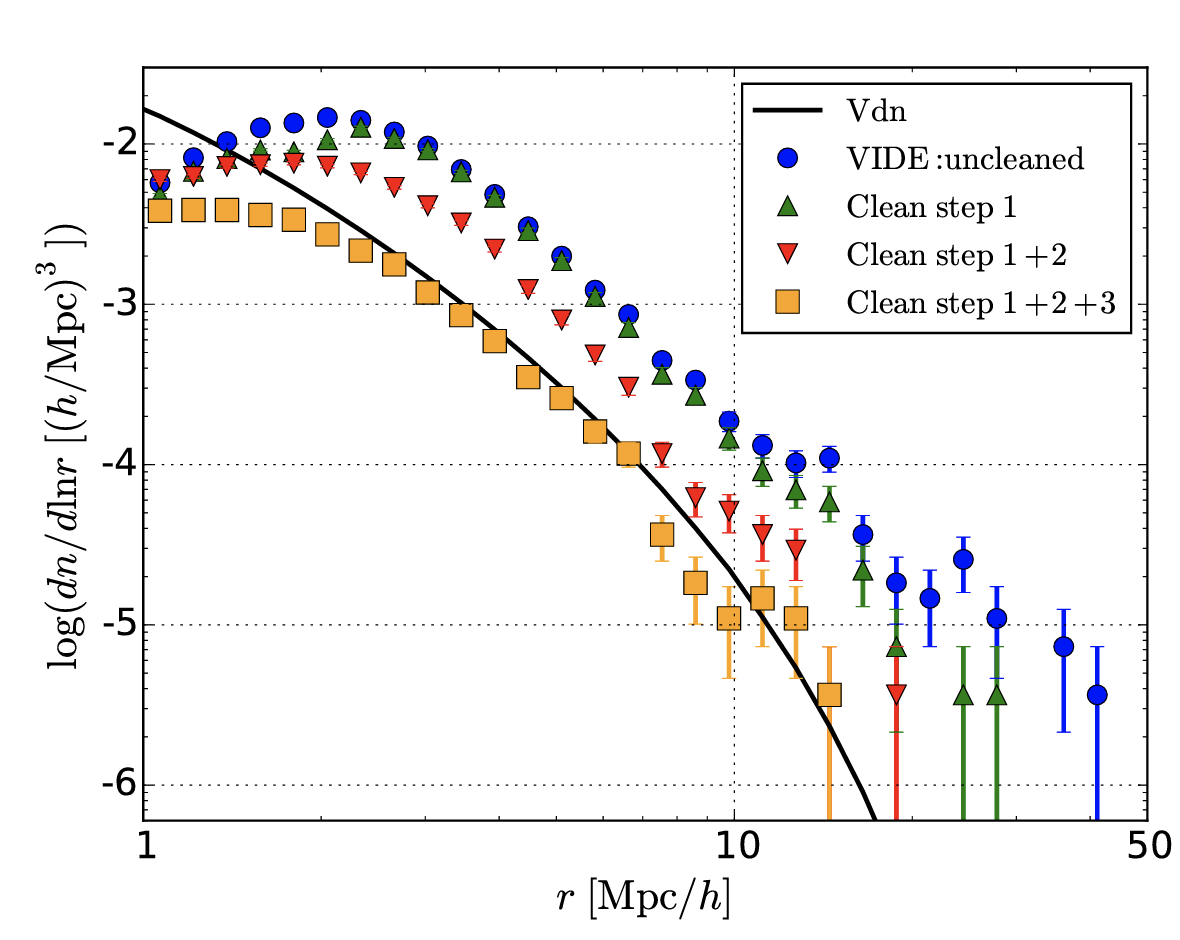 Vdn
VIDE:uncleaned
Clean step 1
Clean step 1+2
Clean step 1+2+3
-2
-3
-4
-5
-6
log(dn/dlnr [(h/Mpc)³])
1
10
50
r [Mpc/h]